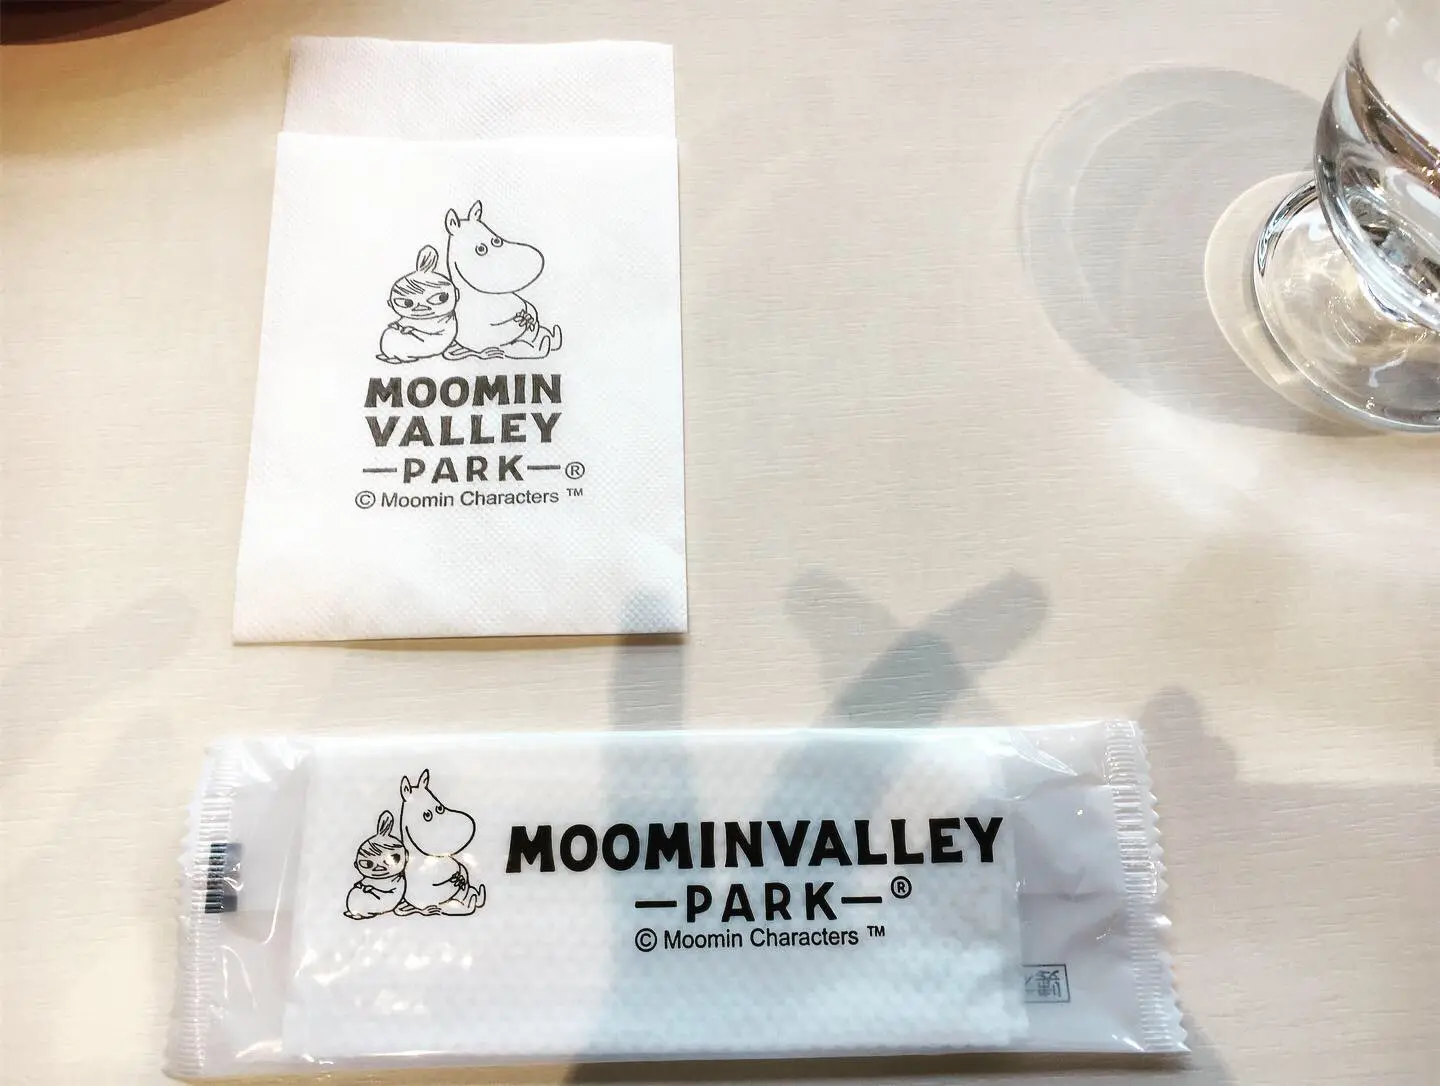 MOOMIN
VALLEY
—PARK—®
© Moomin Characters ™
MOOMINVALLEY
—PARK—®
© Moomin Characters ™